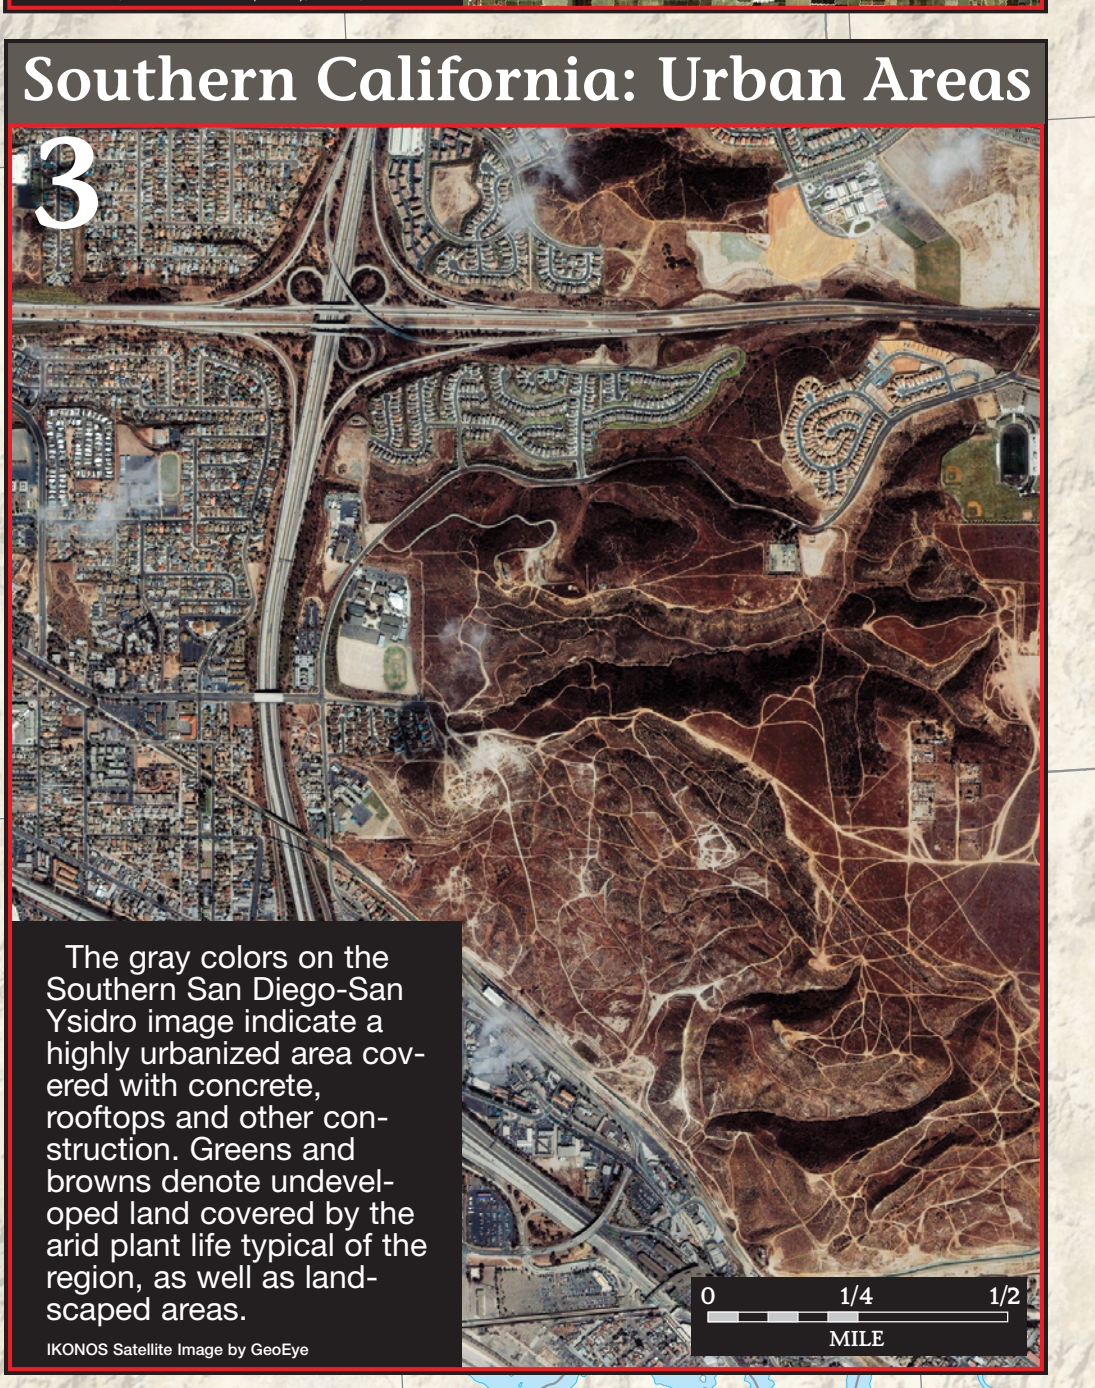 Southern California: Urban Areas
3
The gray colors on the
Southern San Diego-San
Ysidro image indicate a
highly urbanized area cov-
ered with concrete,
rooftops and other con-
struction. Greens and
browns denote undevel-
oped land covered by the
arid plant life typical of the
region, as well as land-
scaped areas.
IKONOS Satellite Image by GeoEye
0 1/4 1/2
MILE